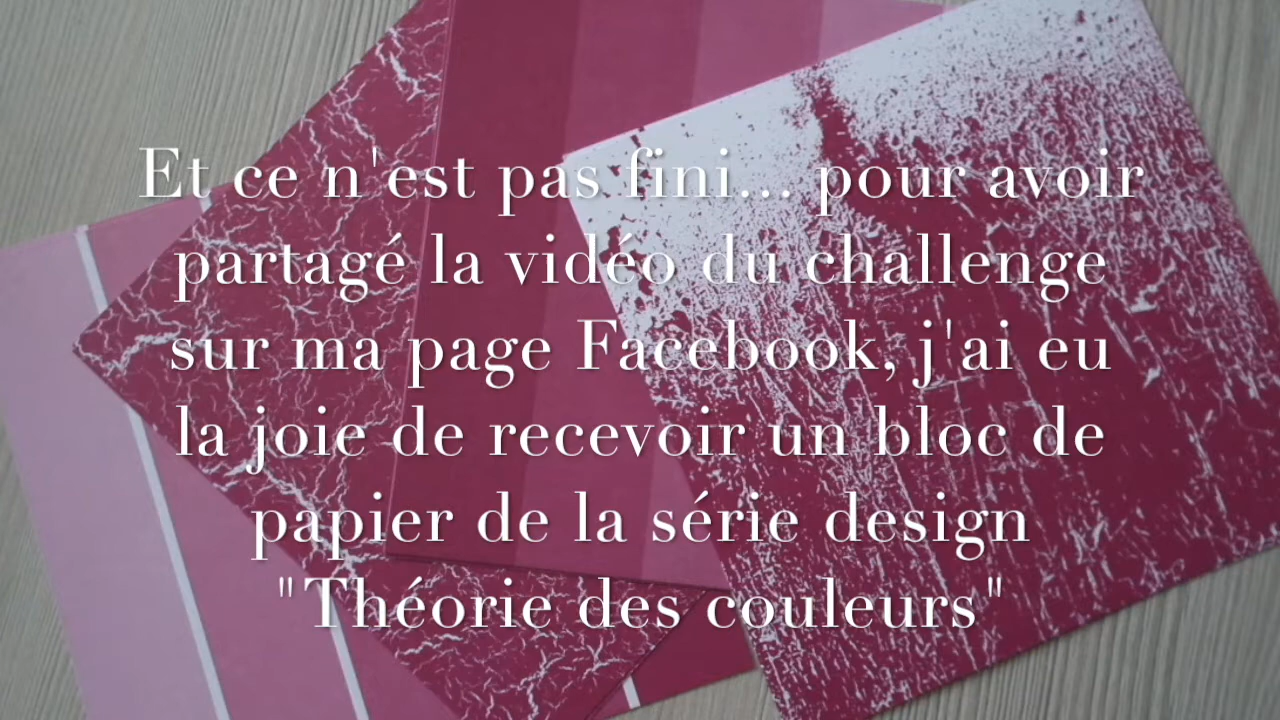 Et ce n'est pas fini... pour avoir
partagé la vidéo du challenge
sur ma page Facebook, j'ai eu
la joie de recevoir un bloc de
papier de la série design
"Théorie des couleurs"